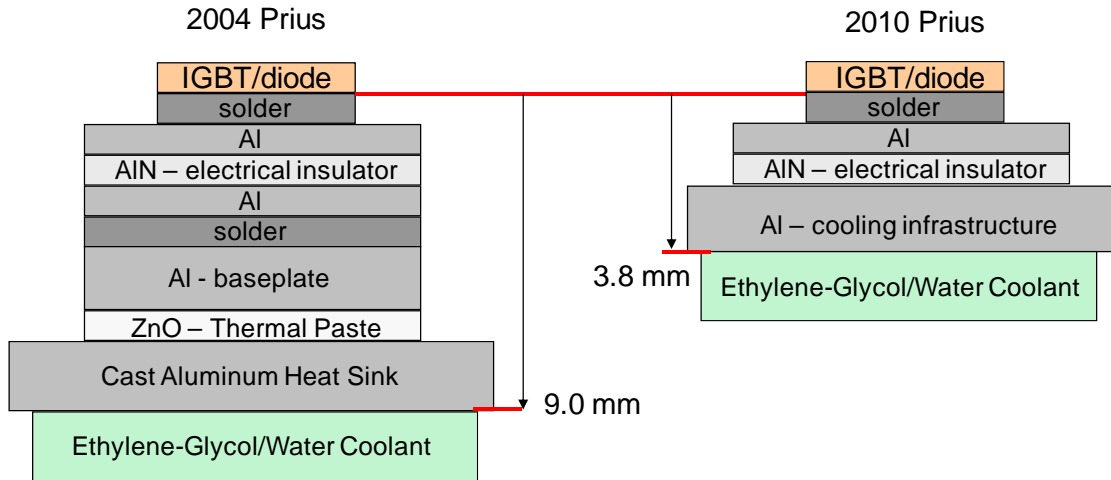 2004 Prius
IGBT/diode
solder
Al
AlN – electrical insulator
Al
solder
Al - baseplate
ZnO – Thermal Paste
Cast Aluminum Heat Sink
Ethylene-Glycol/Water Coolant
9.0 mm
2010 Prius
IGBT/diode
solder
Al
AlN – electrical insulator
Al – cooling infrastructure
3.8 mm
Ethylene-Glycol/Water Coolant